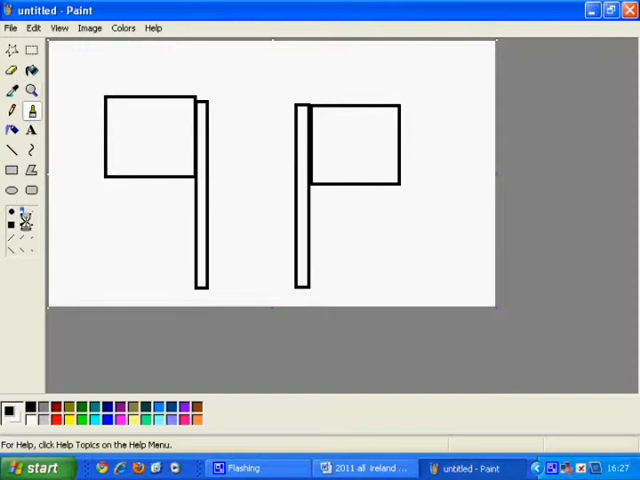 untitled - Paint
File Edit View Image Colors Help
A
For Help, click Help Topics on the Help Menu.
start
Flashing
2011 all ireland ...
untitled - Paint
16:27